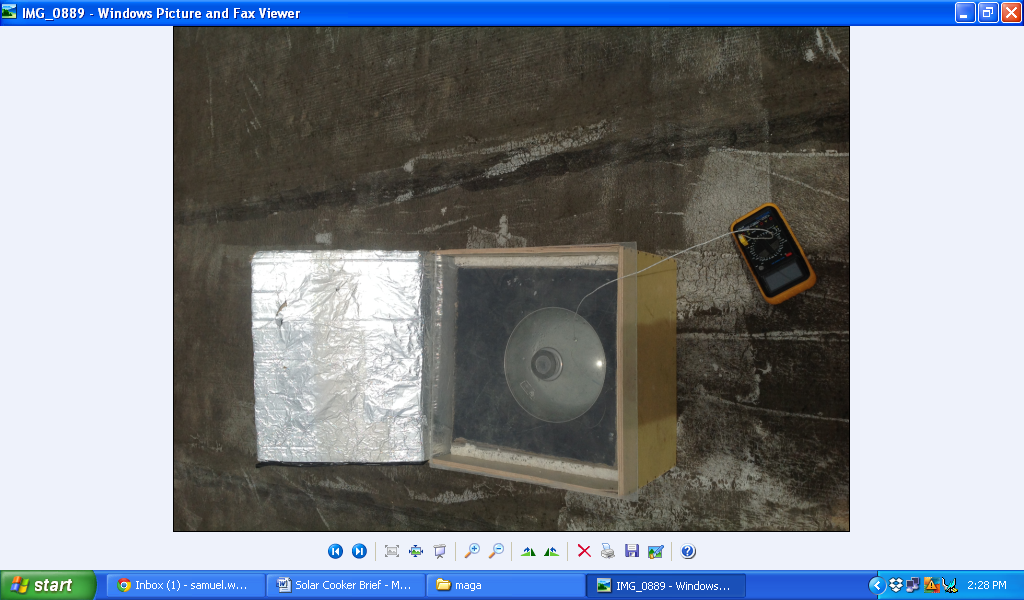 IMG_0889 - Windows Picture and Fax Viewer
start
Inbox (1) - samuel.w...
Solar Cooker Brief - M...
maga
IMG_0889 - Windows...
2:28 PM